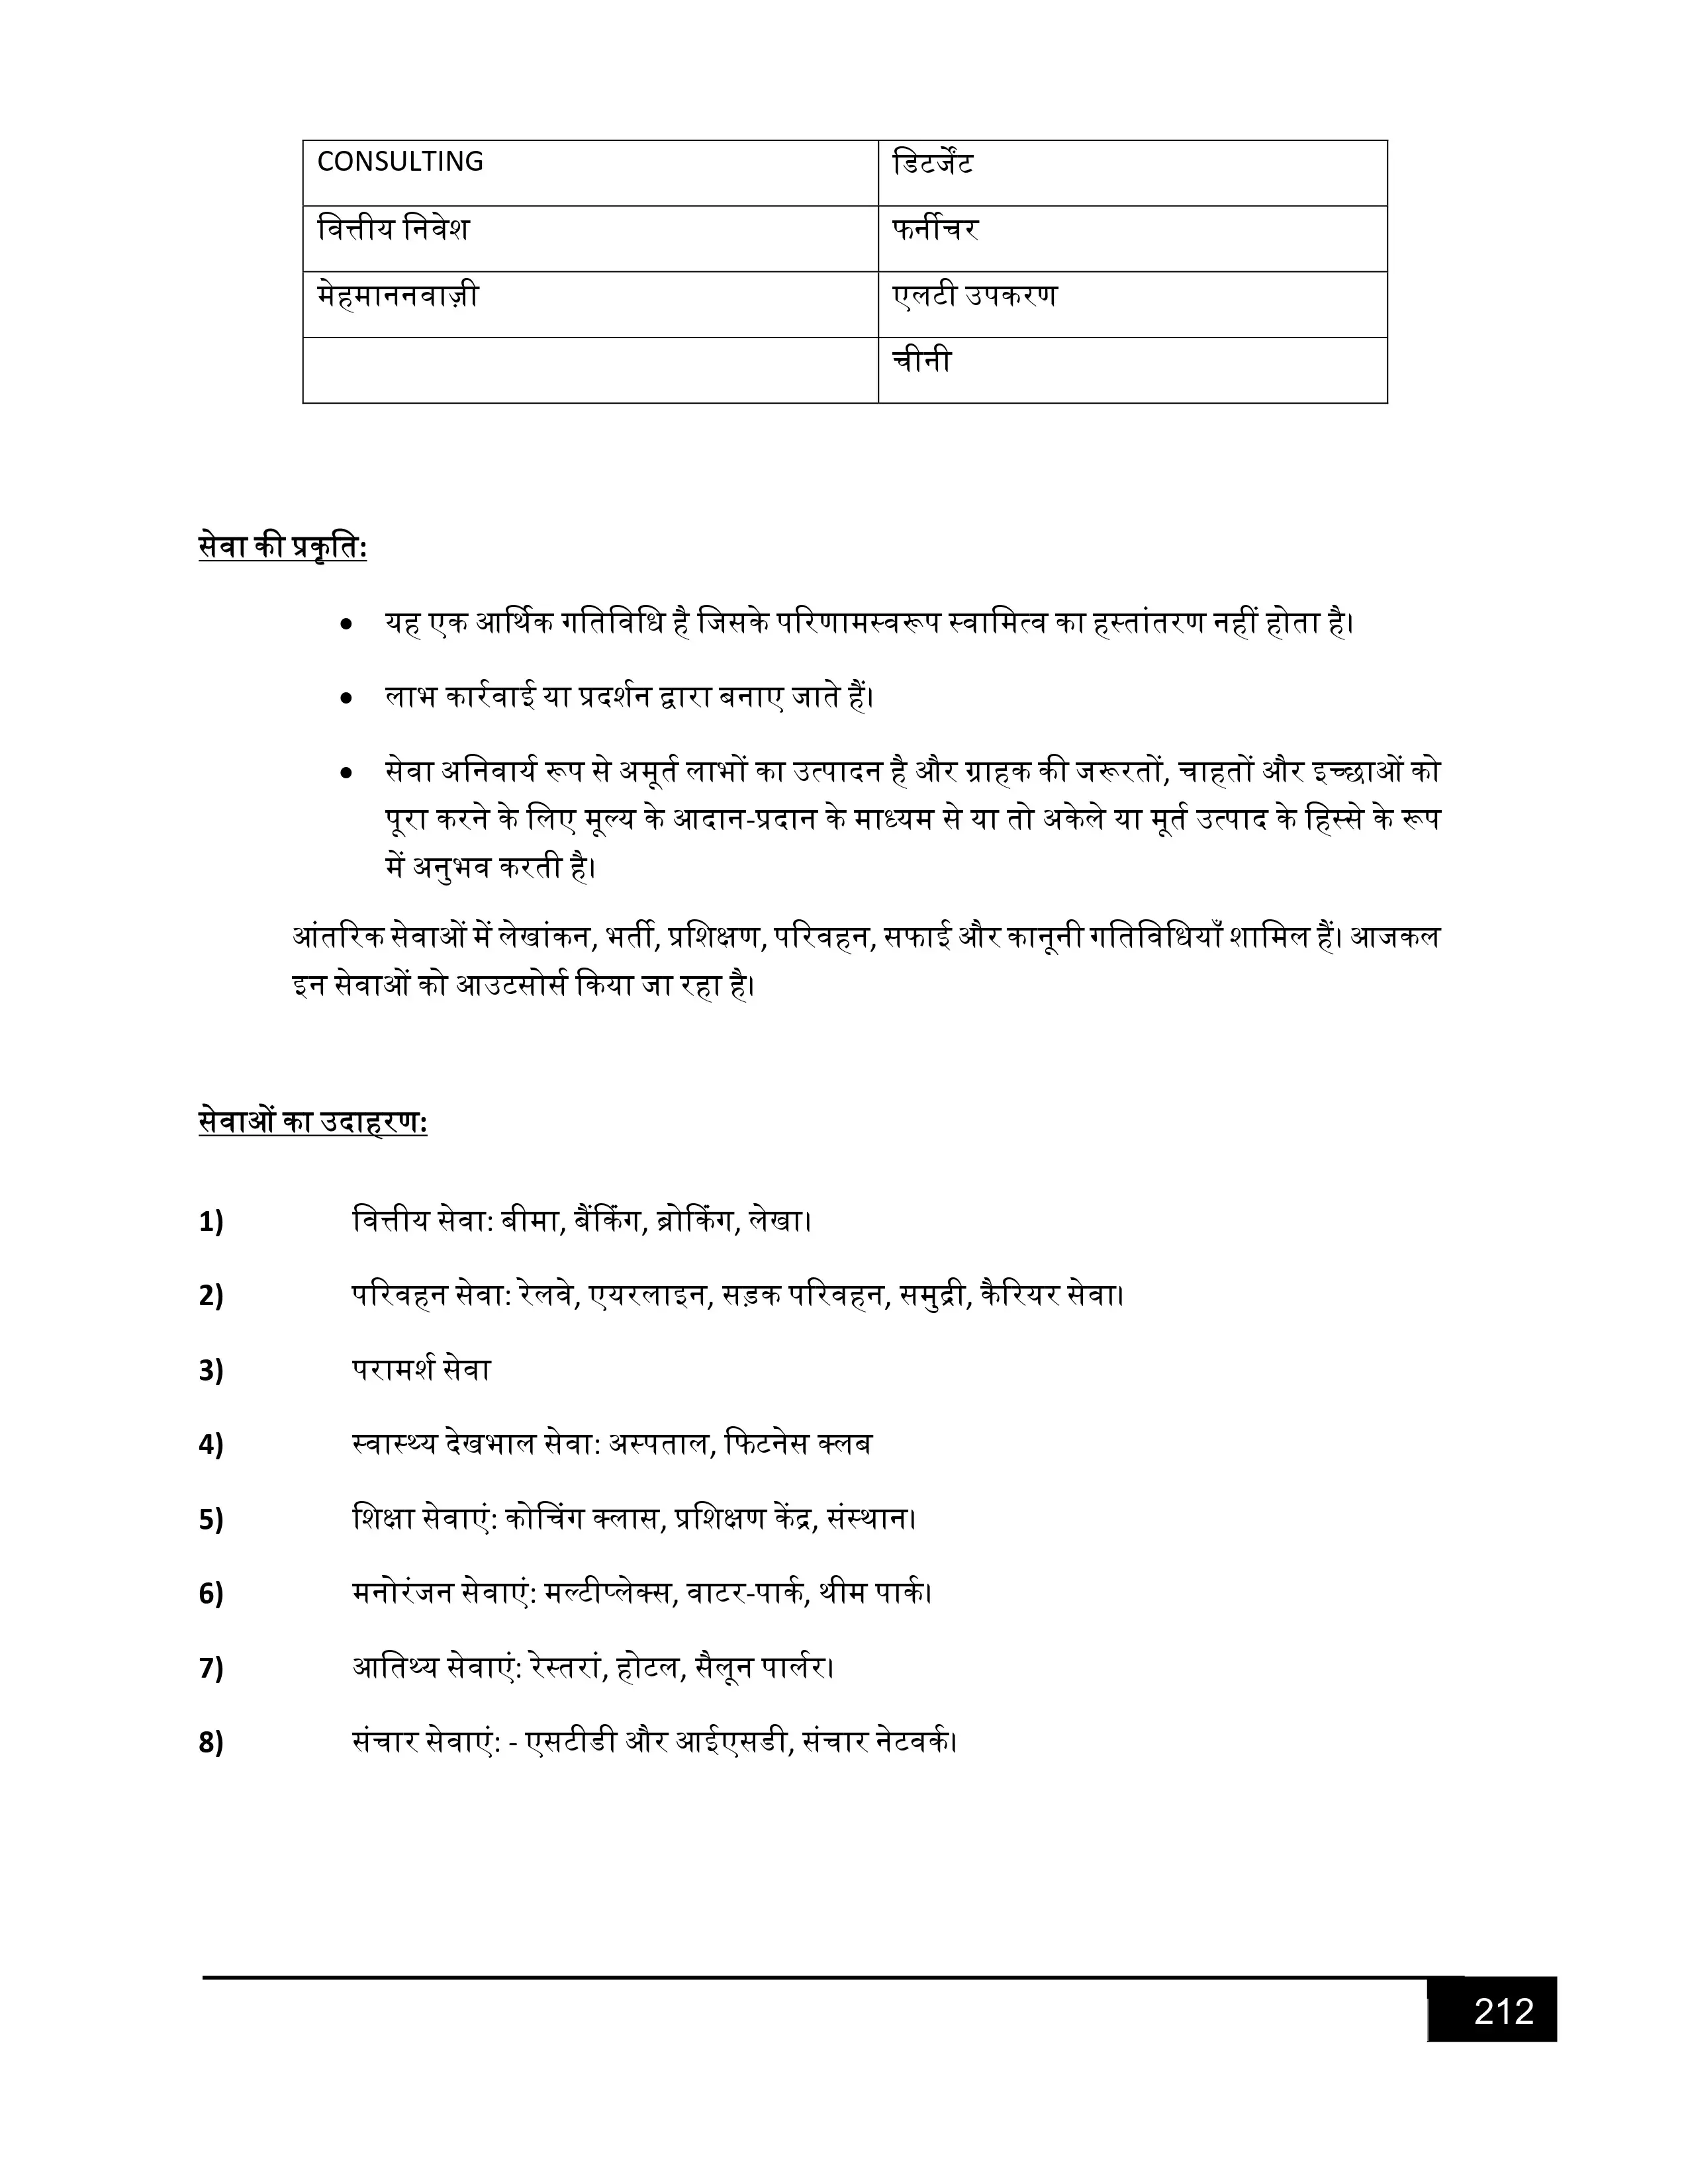 CONSULTING डिटर्जेंट
वित्तीय निवेश फर्नीचर
मेहमाननवाज़ी एलटी उपकरण
चीनी
सेवा की प्रकृति:
• यह एक आर्थिक गतिविधि है जिसके परिणामस्वरूप स्वामित्व का हस्तांतरण नहीं होता है।
• लाभ कार्रवाई या प्रदर्शन द्वारा बनाए जाते हैं।
• सेवा अनिवार्य रूप से अमूर्त लाभों का उत्पादन है और ग्राहक की जरूरतों, चाहतों और इच्छाओं को
पूरा करने के लिए मूल्य के आदान-प्रदान के माध्यम से या तो अकेले या मूर्त उत्पाद के हिस्से के रूप
में अनुभव करती है।
आंतरिक सेवाओं में लेखांकन, भर्ती, प्रशिक्षण, परिवहन, सफाई और कानूनी गतिविधियाँ शामिल हैं। आजकल
इन सेवाओं को आउटसोर्स किया जा रहा है।
सेवाओं का उदाहरण:
1) वित्तीय सेवा: बीमा, बैंकिंग, ब्रोकिंग, लेखा।
2) परिवहन सेवा: रेलवे, एयरलाइन, सड़क परिवहन, समुद्री, कैरियर सेवा।
3) परामर्श सेवा
4) स्वास्थ्य देखभाल सेवा: अस्पताल, फिटनेस क्लब
5) शिक्षा सेवाएं: कोचिंग क्लास, प्रशिक्षण केंद्र, संस्थान।
6) मनोरंजन सेवाएं: मल्टीप्लेक्स, वाटर-पार्क, थीम पार्क।
7) आतिथ्य सेवाएं: रेस्तरां, होटल, सैलून पार्लर।
8) संचार सेवाएं: - एसटीडी और आईएसडी, संचार नेटवर्क।
212